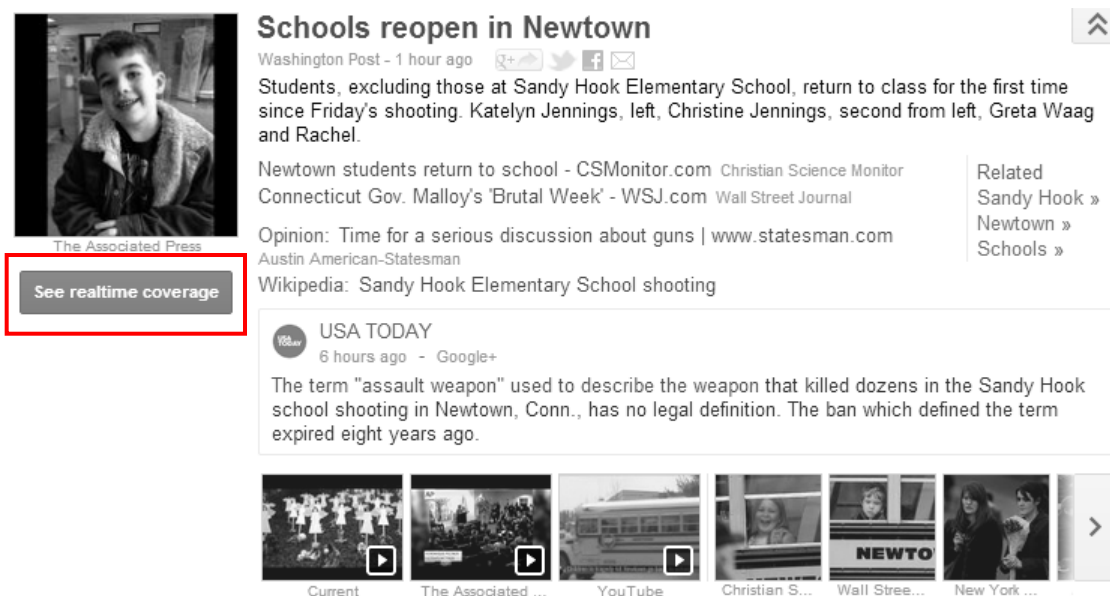 Schools reopen in Newtown
Washington Post - 1 hour ago
Students, excluding those at Sandy Hook Elementary School, return to class for the first time
since Friday's shooting. Katelyn Jennings, left, Christine Jennings, second from left, Greta Waag
and Rachel.
Newtown students return to school - CSMonitor.com Christian Science Monitor
Connecticut Gov. Malloy's 'Brutal Week' - WSJ.com Wall Street Journal
Opinion: Time for a serious discussion about guns | www.statesman.com
Austin American-Statesman
Wikipedia: Sandy Hook Elementary School shooting
Related
Sandy Hook »
Newtown »
Schools »
The Associated Press
See realtime coverage
USA TODAY
USA TODAY
6 hours ago - Google+
The term "assault weapon" used to describe the weapon that killed dozens in the Sandy Hook
school shooting in Newtown, Conn., has no legal definition. The ban which defined the term
expired eight years ago.
AP
NEWTO
Current
The Associated ...
YouTube
Christian S...
Wall Stree...
New York ...